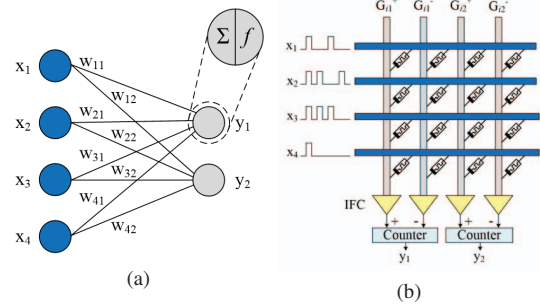 Σ f
x1
x2
x3
x4
w11
w12
w21
w22
w31
w32
w41
w42
y1
y2
(a)
Gi1+ Gi1- Gi2+ Gi2-
x1
x2
x3
x4
IFC
+ - + -
Counter Counter
y1 y2
(b)